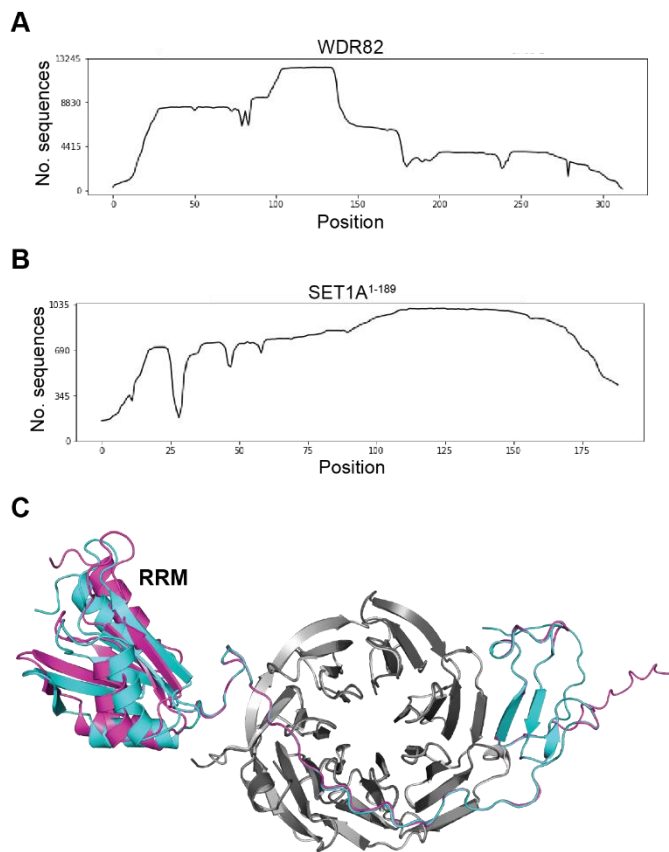 A
WDR82
No. sequences
13245
8830
4415
0
0 50 100 150 200 250 300
Position
B
SET1A1-189
No. sequences
1035
690
345
0
0 25 50 75 100 125 150 175
Position
C
RRM